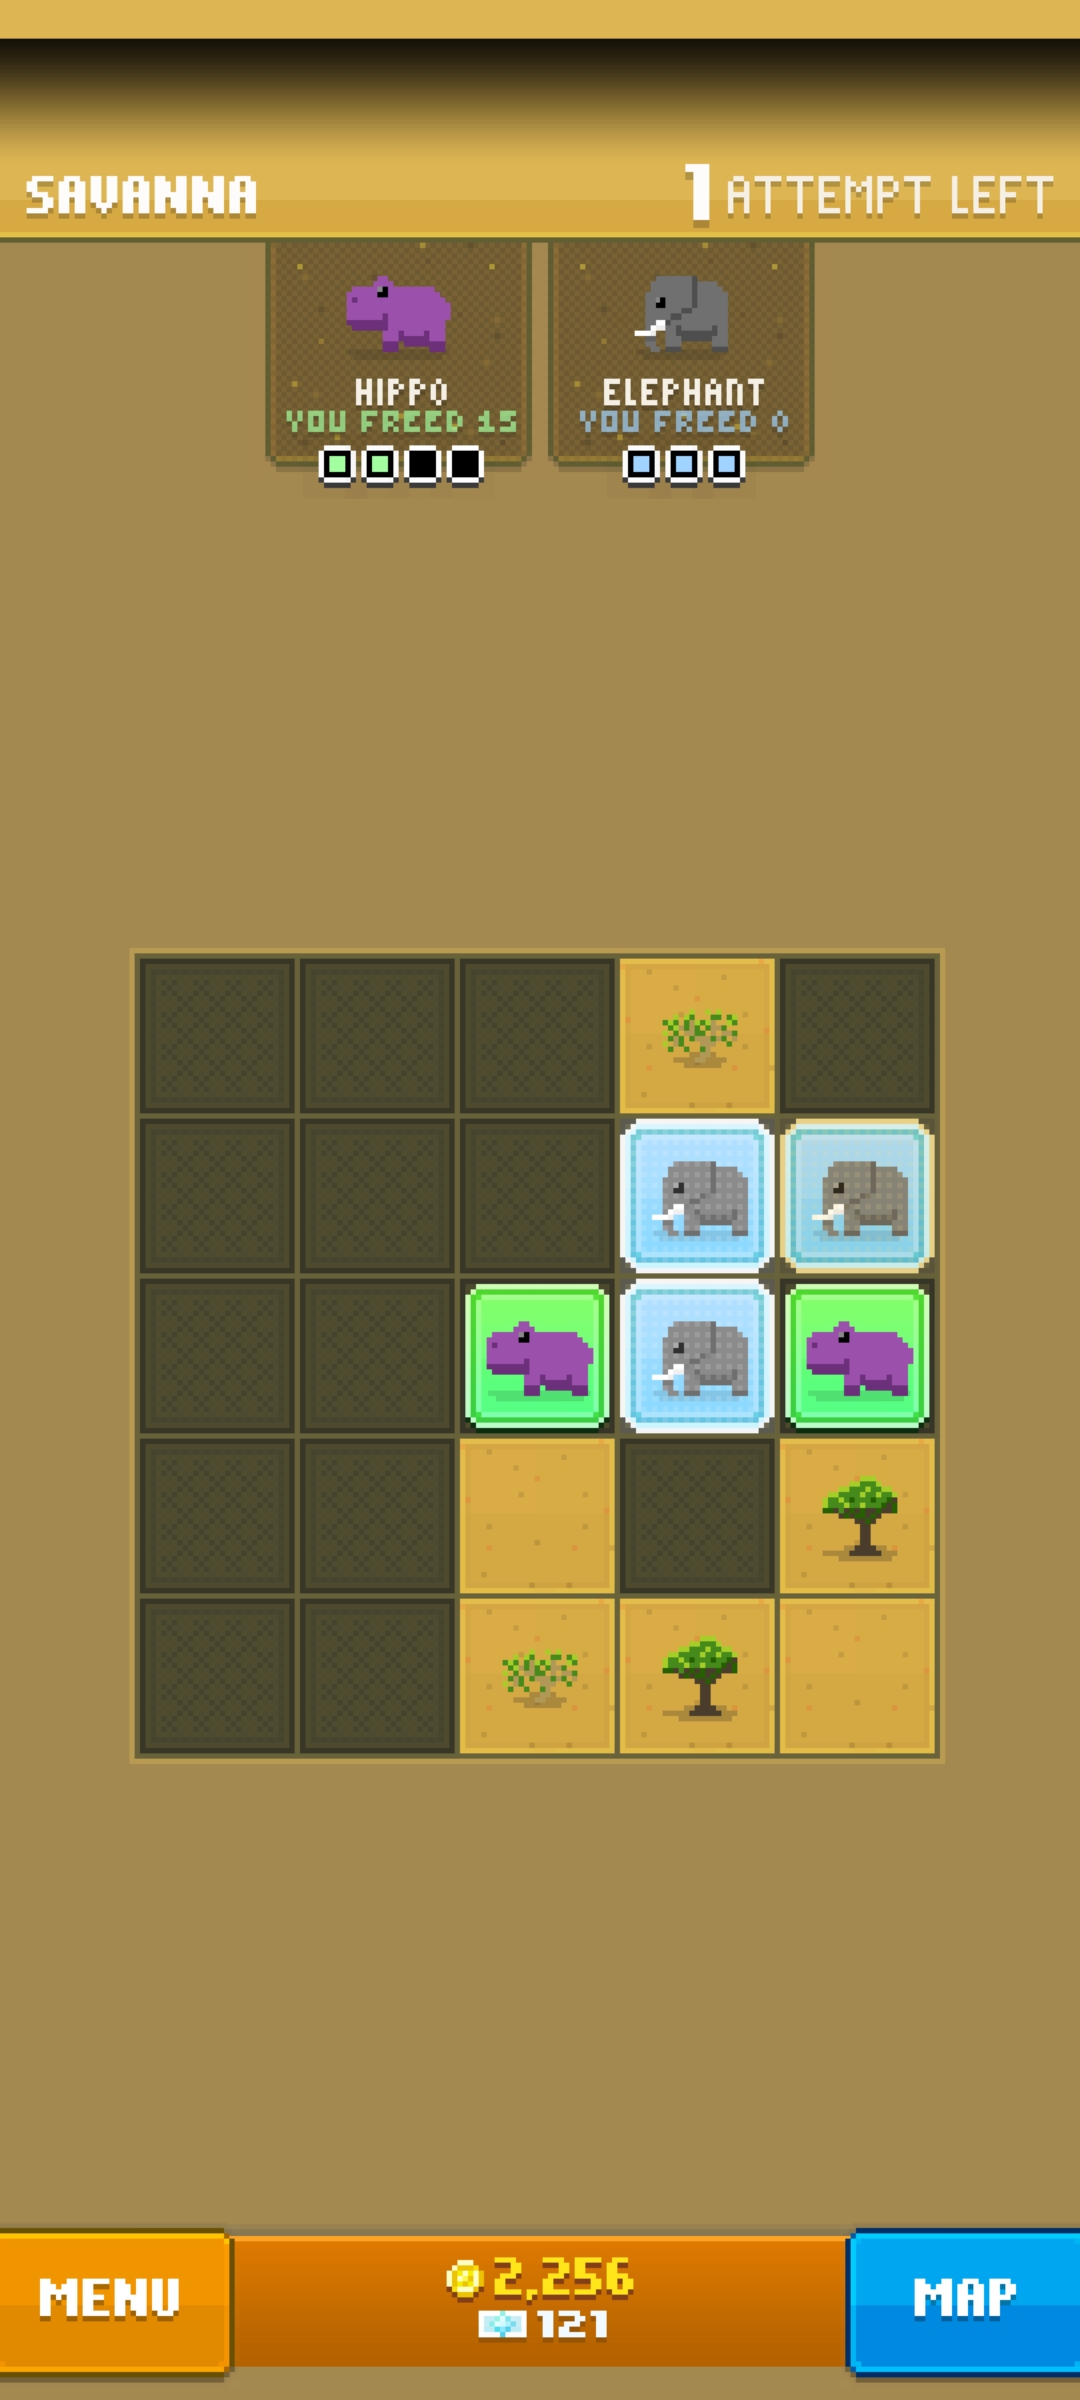 SAVANNA
1 ATTEMPT LEFT
HIPPO
YOU FREED 15
ELEPHANT
YOU FREED 0
MENU
2,256
121
MAP